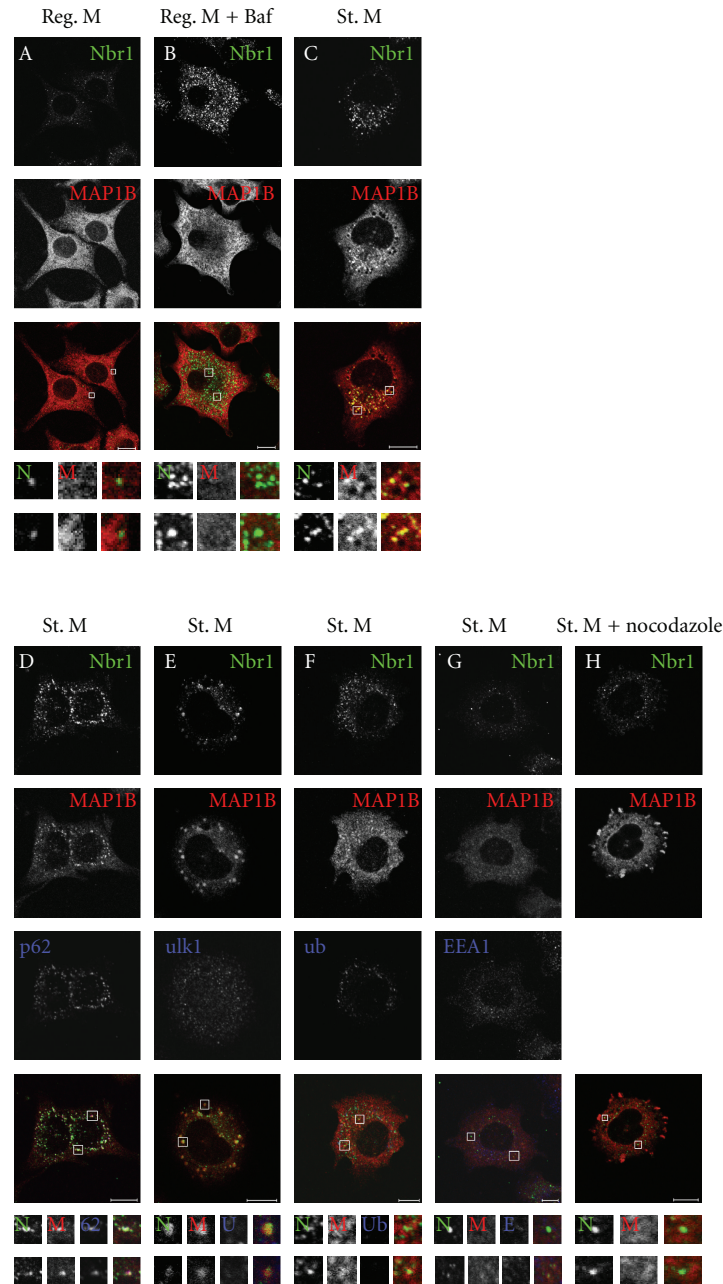 Reg. M Reg. M + Baf St. M
A Nbr1 B Nbr1 C Nbr1
MAP1B MAP1B MAP1B
N M N M N M
St. M St. M St. M St. M St. M + nocodazole
D Nbr1 E Nbr1 F Nbr1 G Nbr1 H Nbr1
MAP1B MAP1B MAP1B MAP1B MAP1B
p62 ulk1 ub EEA1
N M 62 N M U N M Ub N M E N M